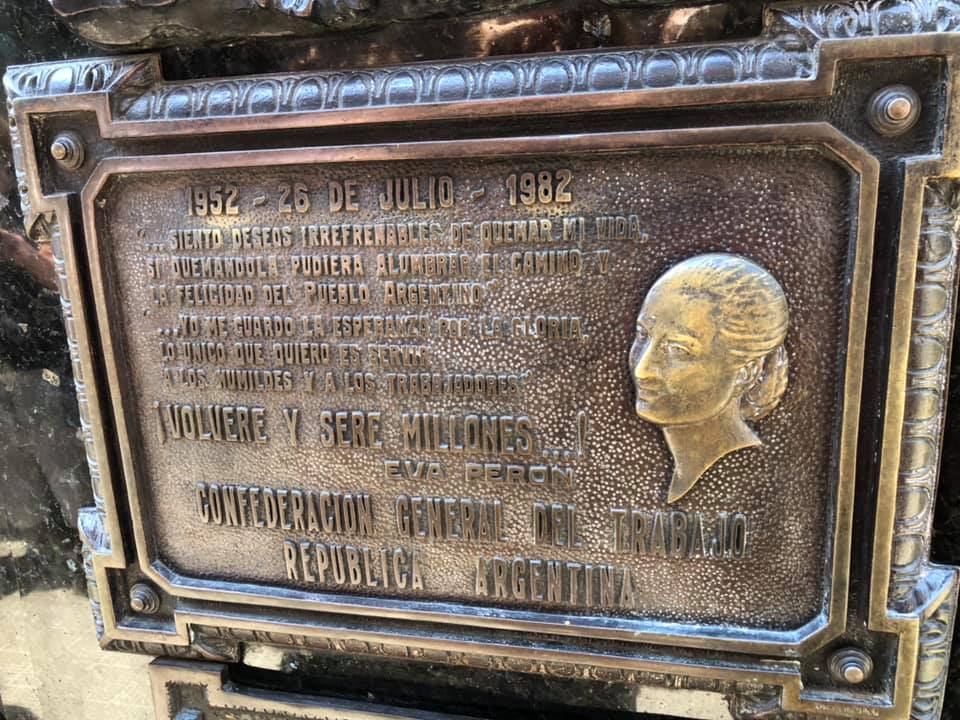 1952 - 26 DE JULIO - 1982
"... SIENTO DESEOS IRREFRENABLES DE QUEMAR MI VIDA,
SI QUEMANDOLA PUDIERA ALUMBRAR EL CAMINO Y
LA FELICIDAD DEL PUEBLO ARGENTINO"
"...YO ME GUARDO LA ESPERANZA POR LA GLORIA,
LO UNICO QUE QUIERO ES SERVIR
A LOS HUMILDES Y A LOS TRABAJADORES"
¡VOLVERE Y SERE MILLONES...!
EVA PERÓN
CONFEDERACION GENERAL DEL TRABAJO
REPUBLICA ARGENTINA